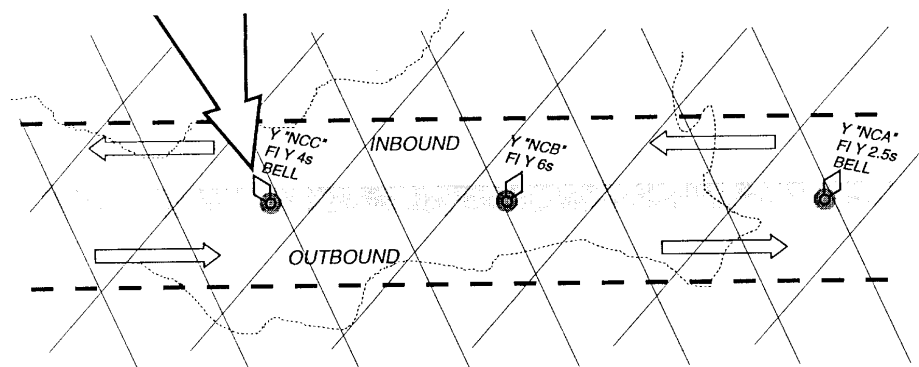 Y "NCC"
Fl Y 4s
BELL
INBOUND
Y "NCB"
Fl Y 6s
Y "NCA"
Fl Y 2.5s
BELL
OUTBOUND